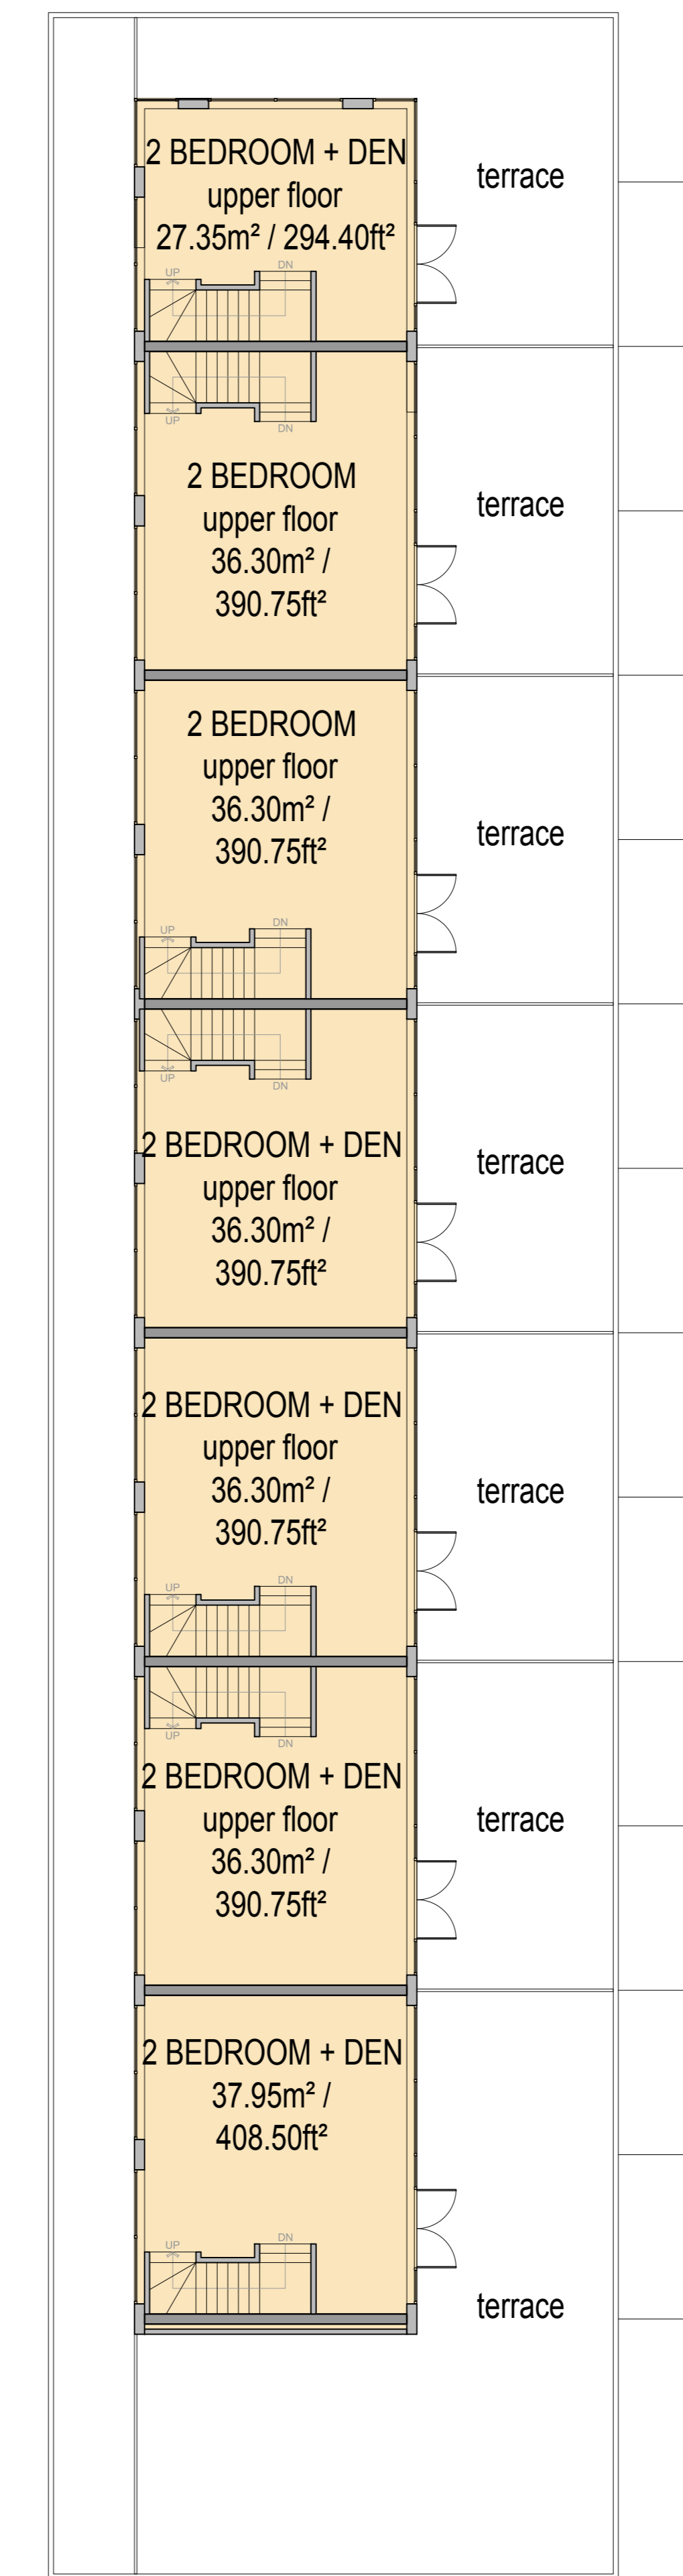 2 BEDROOM + DEN
upper floor
27.35m² / 294.40ft²
terrace
UP
DN
UP
DN
2 BEDROOM
upper floor
36.30m² /
390.75ft²
terrace
2 BEDROOM
upper floor
36.30m² /
390.75ft²
terrace
UP
DN
UP
DN
2 BEDROOM + DEN
upper floor
36.30m² /
390.75ft²
terrace
2 BEDROOM + DEN
upper floor
36.30m² /
390.75ft²
terrace
UP
DN
UP
DN
2 BEDROOM + DEN
upper floor
36.30m² /
390.75ft²
terrace
2 BEDROOM + DEN
37.95m² /
408.50ft²
UP
DN
terrace